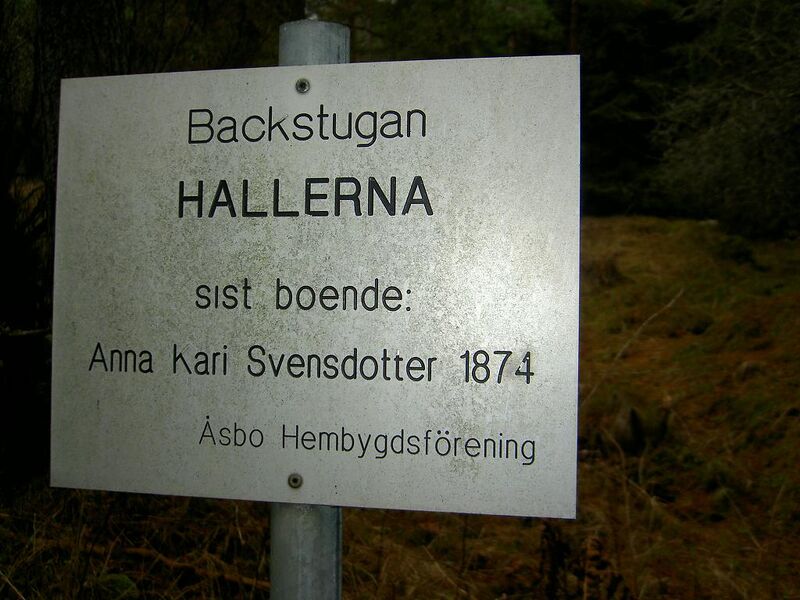 Backstugan
HALLERNA
sist boende:
Anna Kari Svensdotter 1874
Åsbo Hembygdsförening